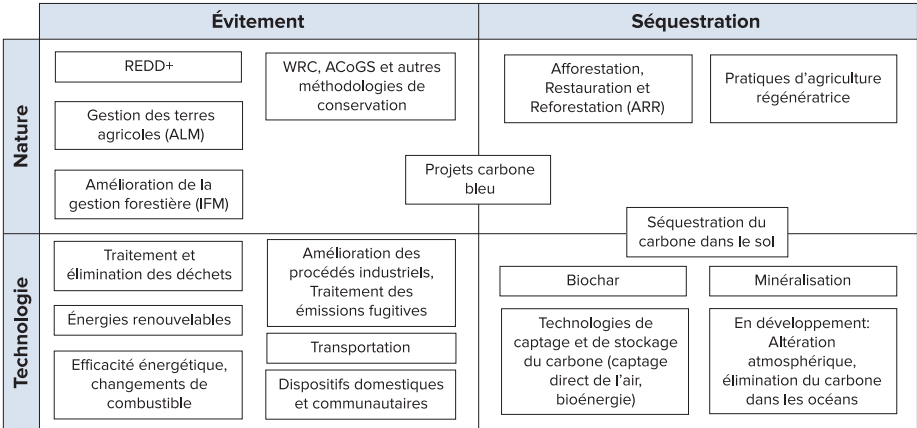 Évitement
Séquestration
Nature
REDD+
Gestion des terres
agricoles (ALM)
Amélioration de la
gestion forestière (IFM)
WRC, ACoGS et autres
méthodologies de
conservation
Projets carbone
bleu
Afforestation,
Restauration et
Reforestation (ARR)
Pratiques d'agriculture
régénératrice
Séquestration du
carbone dans le sol
Technologie
Traitement et
élimination des déchets
Énergies renouvelables
Efficacité énergétique,
changements de
combustible
Amélioration des
procédés industriels,
Traitement des
émissions fugitives
Transportation
Dispositifs domestiques
et communautaires
Biochar
Technologies de
captage et de stockage
du carbone (captage
direct de l'air,
bioénergie)
Minéralisation
En développement:
Altération
atmosphérique,
élimination du carbone
dans les océans